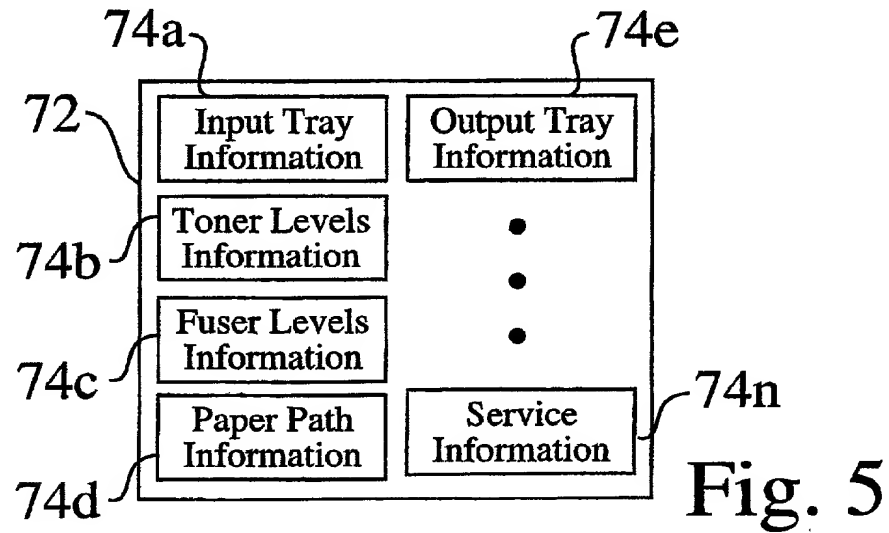 74a
74e
72
Input Tray
Information
Output Tray
Information
74b
Toner Levels
Information
74c
Fuser Levels
Information
74d
Paper Path
Information
Service
Information
74n
Fig. 5